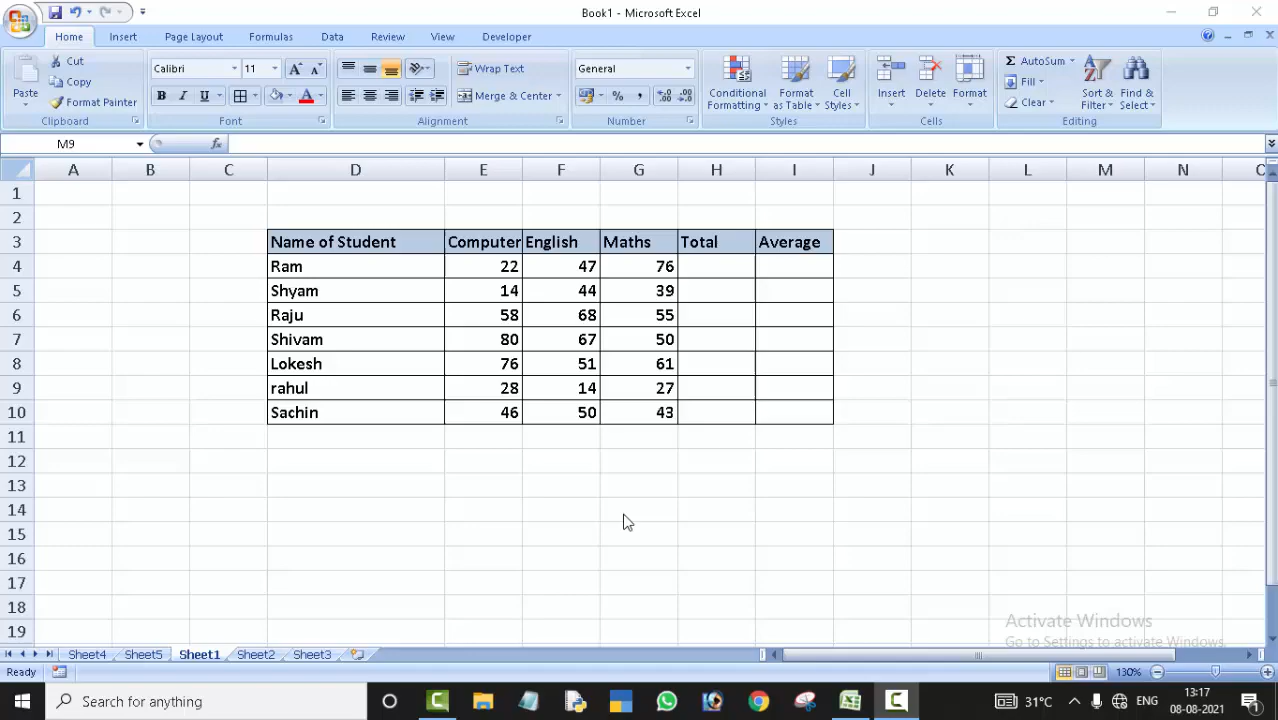 Book1 - Microsoft Excel
Home Insert Page Layout Formulas Data Review View Developer
Paste Cut Copy Format Painter
Clipboard
Calibri 11
B I U
Font
Wrap Text
Merge & Center
Alignment
General
Number
Conditional Formatting
Format as Table
Cell Styles
Styles
Insert Delete Format
Cells
AutoSum
Fill
Clear
Sort & Filter
Find & Select
Editing
M9 fx
A B C D E F G H I J K L M N
1
2
3 Name of Student Computer English Maths Total Average
4 Ram 22 47 76
5 Shyam 14 44 39
6 Raju 58 68 55
7 Shivam 80 67 50
8 Lokesh 76 51 61
9 rahul 28 14 27
10 Sachin 46 50 43
11
12
13
14
15
16
17
18
19
Activate Windows
Go to Settings to activate Windows.
Sheet4 Sheet5 Sheet1 Sheet2 Sheet3
Ready 130%
Search for anything
31°C ENG 13:17
08-08-2021